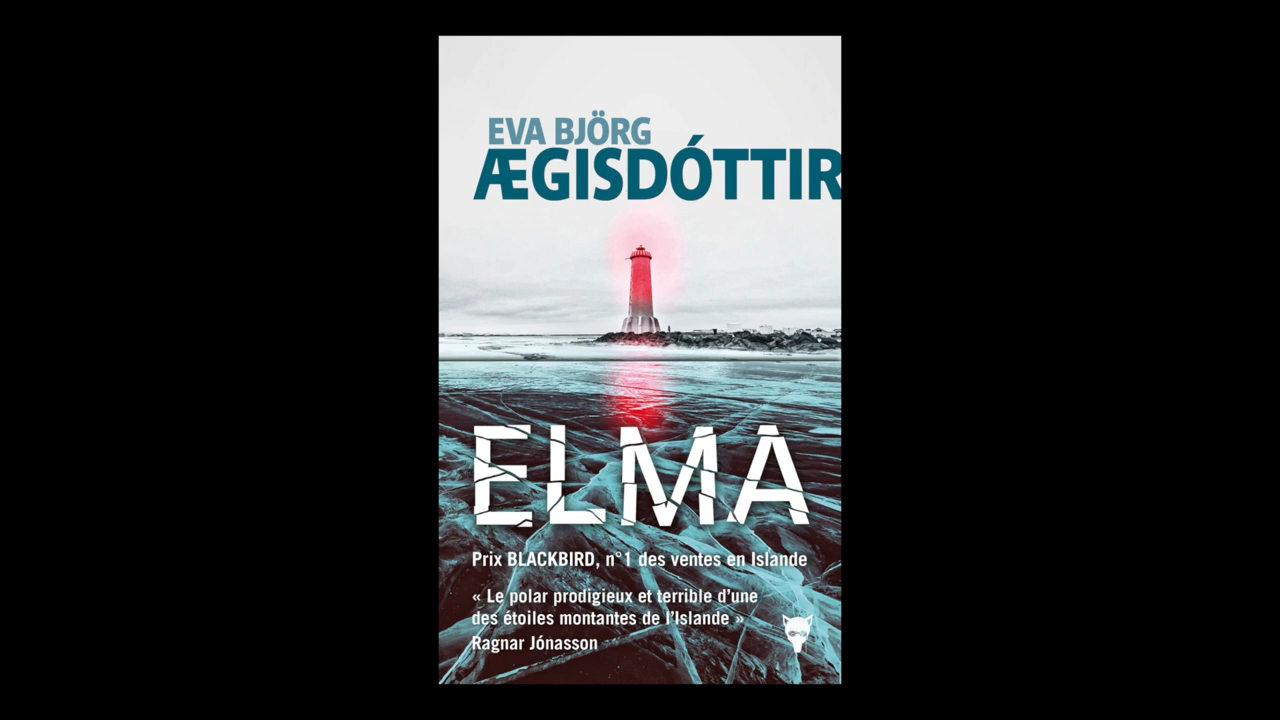 EVA BJÖRG
ÆGISDÓTTIR
ELMA
Prix BLACKBIRD, n°1 des ventes en Islande
« Le polar prodigieux et terrible d'une
des étoiles montantes de l'Islande »
Ragnar Jónasson